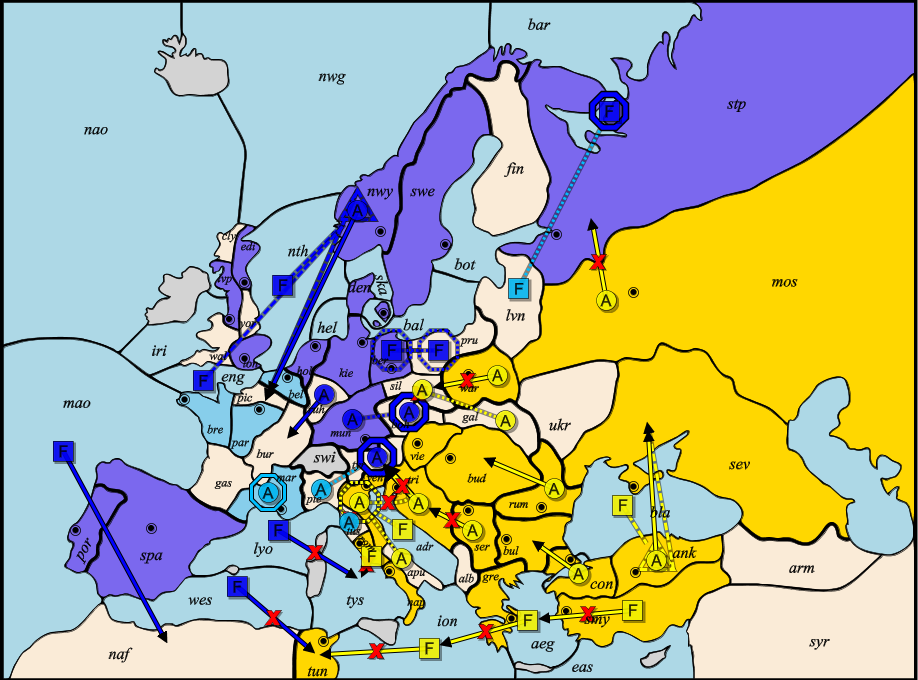 bar
nwg
stp
nao
fin
nwy
swe
cly
edi
nth
bot
mos
lvp
den
ska
yor
lvn
iri
hel
bal
pru
wal
lon
hol
kie
eng
bel
sil
war
mao
pic
ruh
gal
bre
par
mun
ukr
bur
swi
vie
gas
mar
ven
tri
bud
sev
pie
rum
bla
tus
adr
ser
por
spa
lyo
bul
ank
apu
alb
con
arm
wes
tys
nap
gre
ion
smy
aeg
syr
naf
tun
eas
F
A
F
F
A
F
F
F
F
A
A
A
A
A
A
A
F
A
A
A
A
A
A
A
F
A
F
F
A
A
F
A
A
F
F
F
F